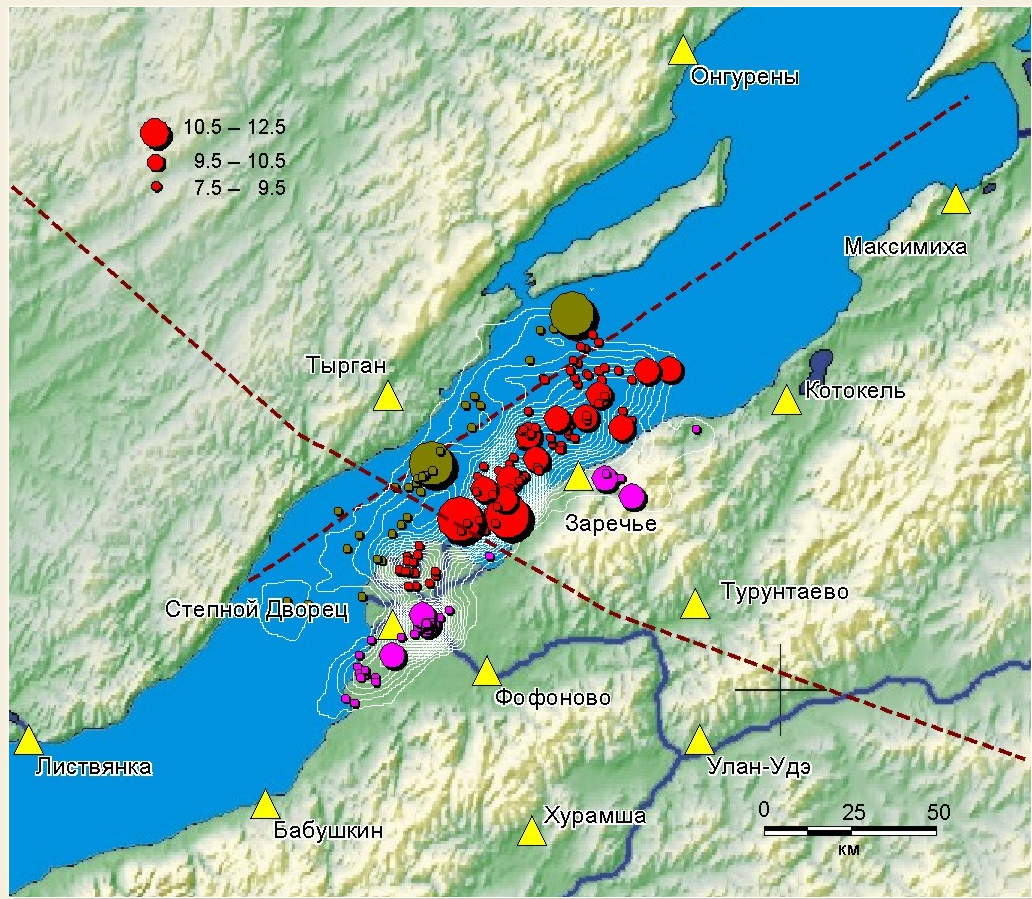 Онгурены
10.5 – 12.5
9.5 – 10.5
7.5 – 9.5
Максимиха
Тырган
Котокель
Заречье
Турунтаево
Степной Дворец
Фофоново
Листвянка
Улан-Удэ
Хурамша
Бабушкин
0 25 50
км